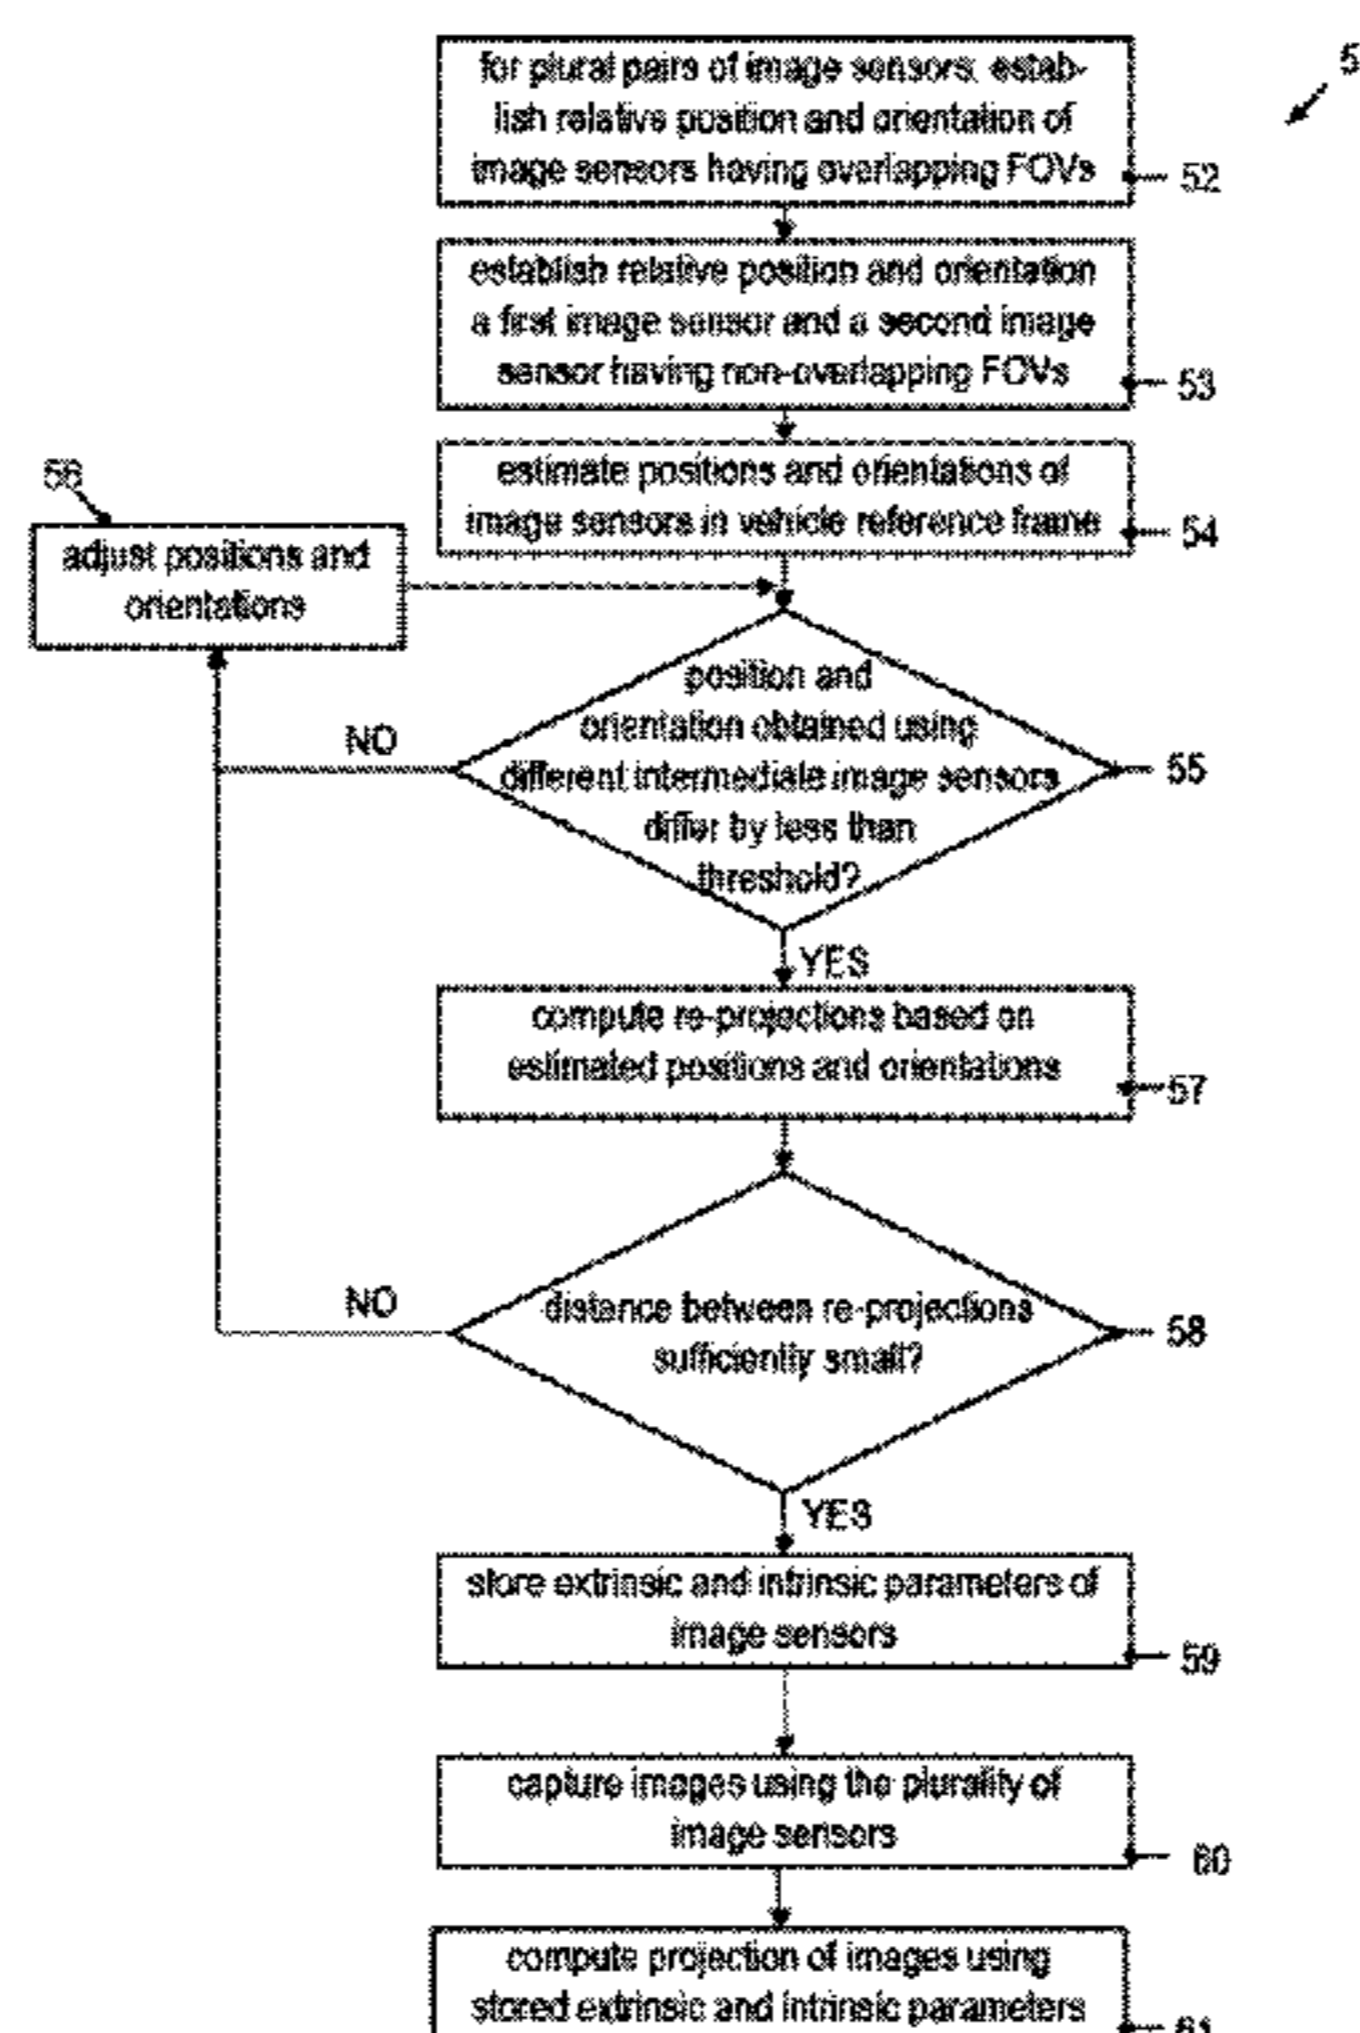 for plural pairs of image sensors: estab-
lish relative position and orientation of
image sensors having overlapping FOVs
52
establish relative position and orientation
a first image sensor and a second image
sensor having non-overlapping FOVs
53
estimate positions and orientations of
image sensors in vehicle reference frame
54
56
adjust positions and
orientations
position and
orientation obtained using
different intermediate image sensors
differ by less than
threshold?
55
NO
YES
compute re-projections based on
estimated positions and orientations
57
distance between re-projections
sufficiently small?
58
NO
YES
store extrinsic and intrinsic parameters of
image sensors
59
capture images using the plurality of
image sensors
60
compute projection of images using
stored extrinsic and intrinsic parameters
61
5